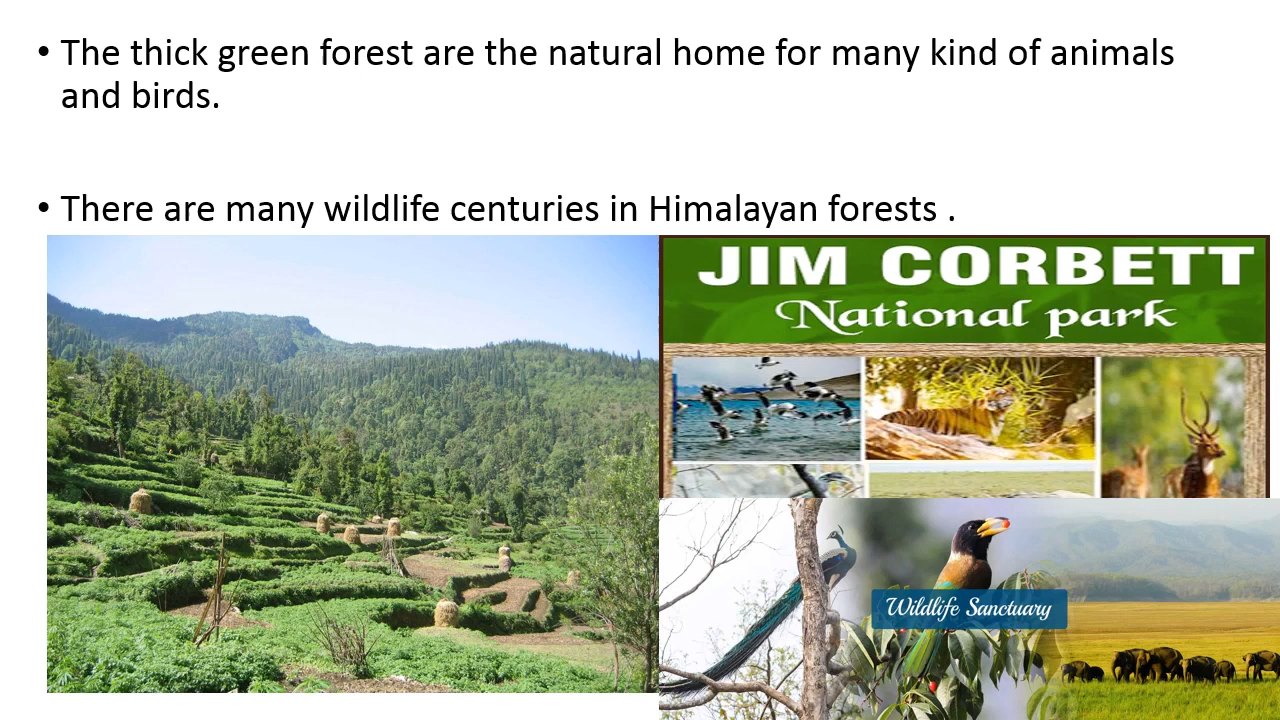 • The thick green forest are the natural home for many kind of animals
and birds.
• There are many wildlife centuries in Himalayan forests .
JIM CORBETT
National park
Wildlife Sanctuary